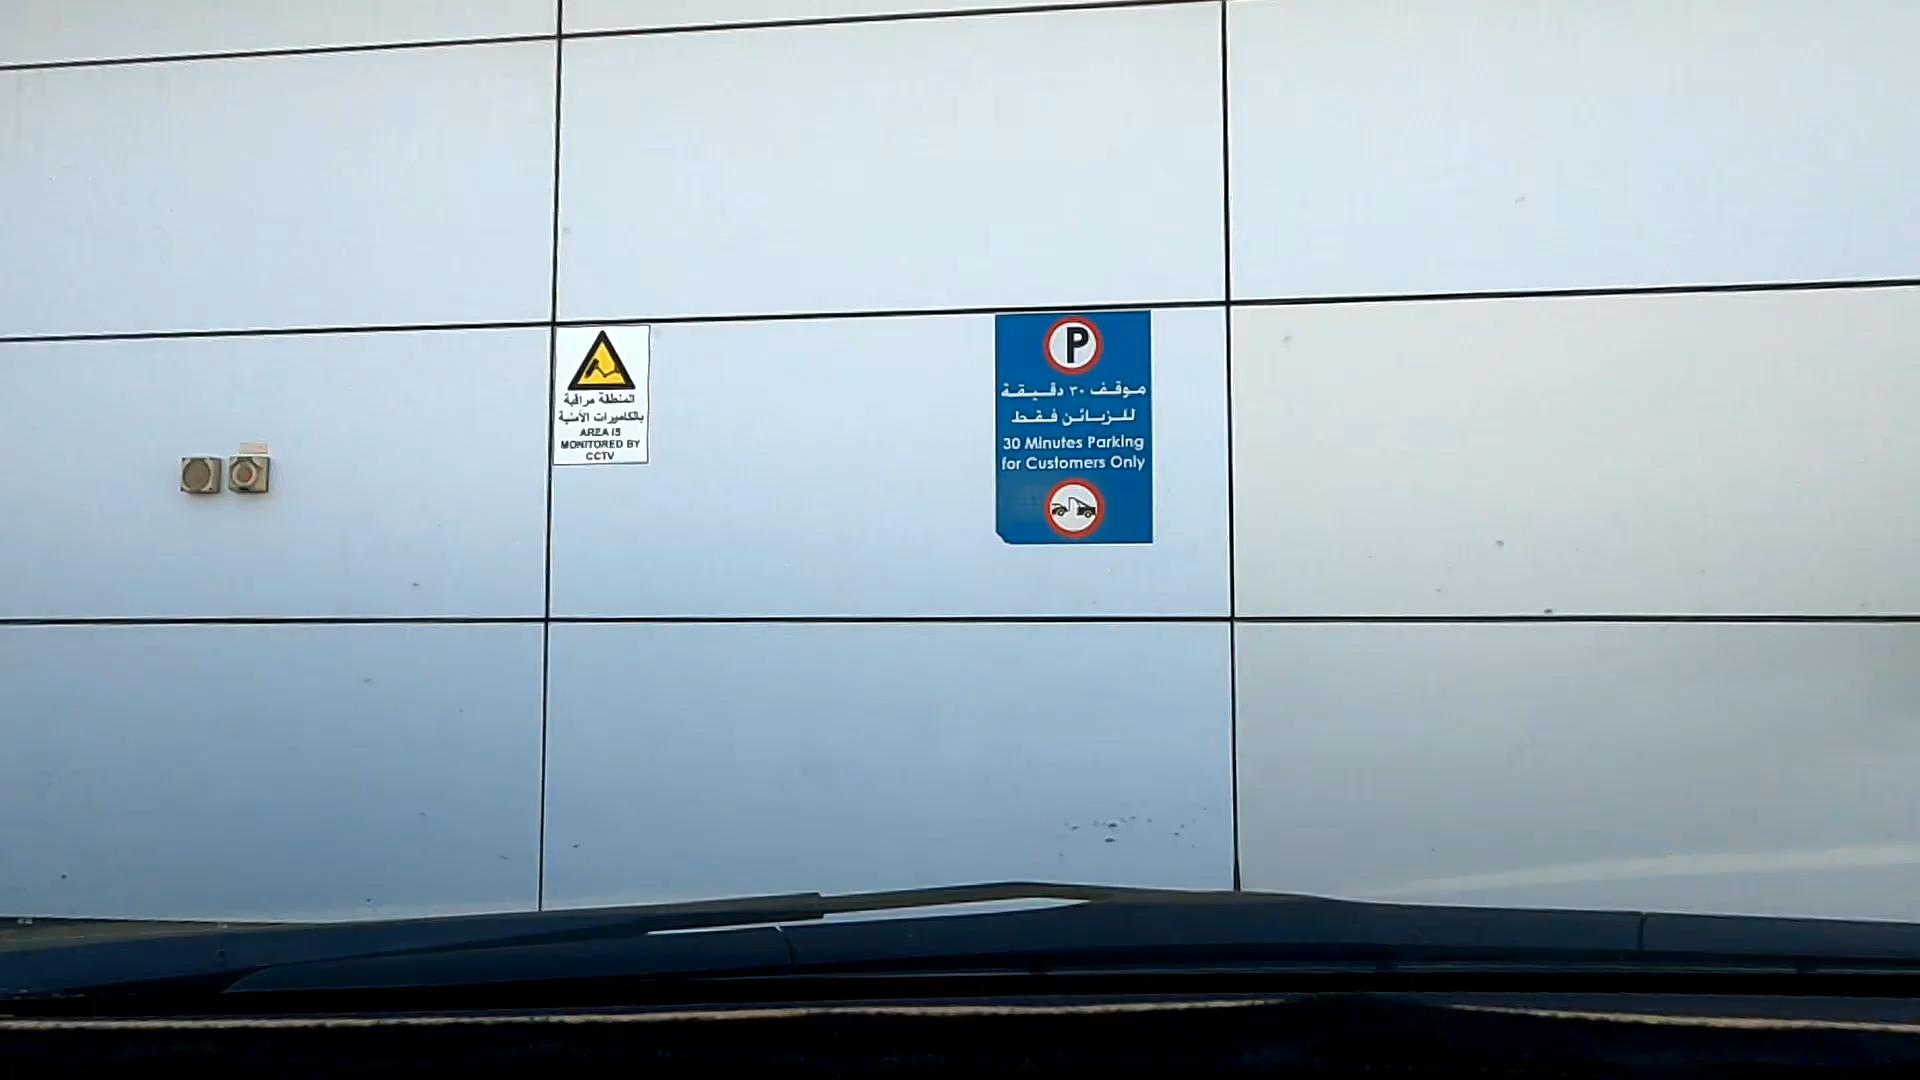 المنطقة مراقبة
بالكاميرات الأمنية
AREA IS
MONITORED BY
CCTV
P
موقف ٣٠ دقيقة
للزبائن فقط
30 Minutes Parking
for Customers Only